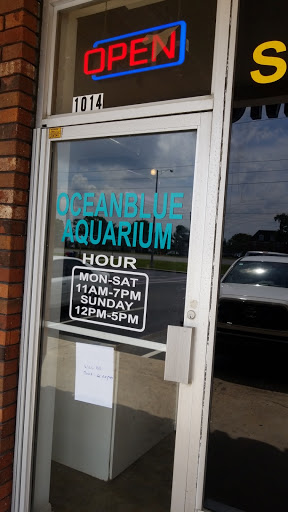 OPEN
1014
S
OCEANBLUE
AQUARIUM
HOUR
MON-SAT
11AM-7PM
SUNDAY
12PM-5PM